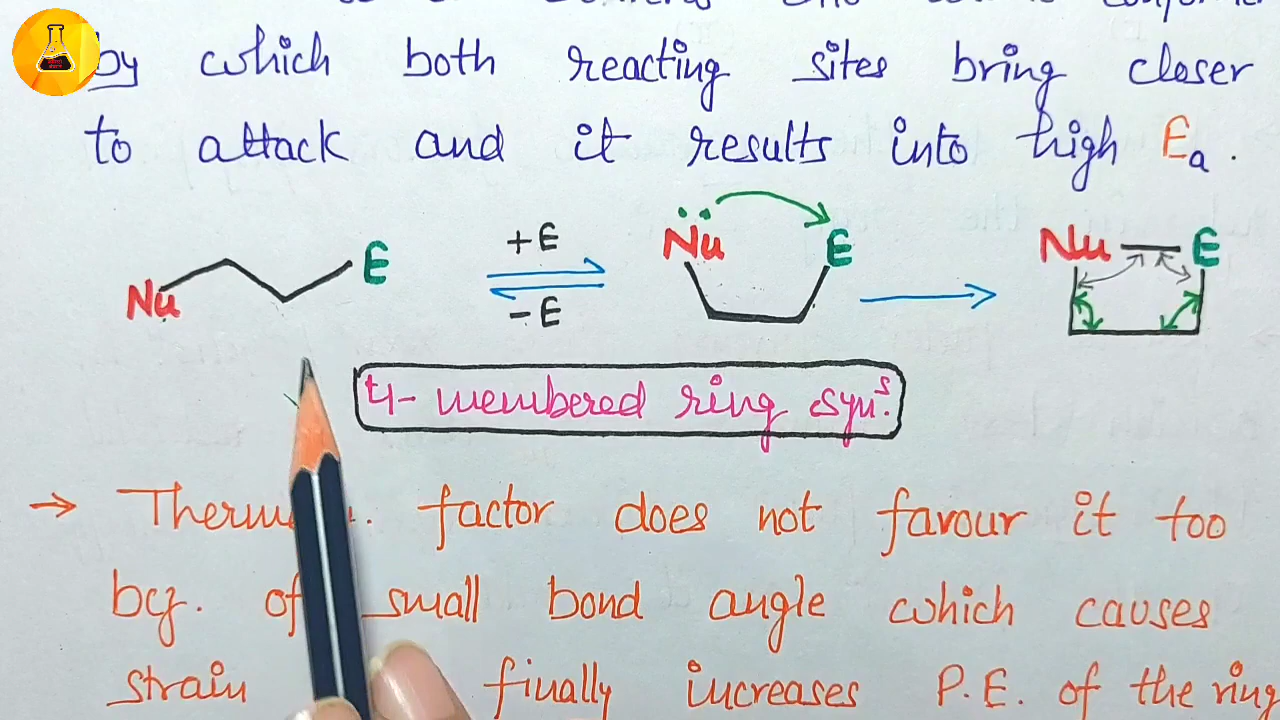 by which both reacting sites bring closer
to attack and it results into high Ea.
Nu E
+E
-E
Nu E
Nu — E
4-membered ring synˢ.
→ factor does not favour it too
bcz. of small bond angle which causes
strain finally increases P.E. of the ring